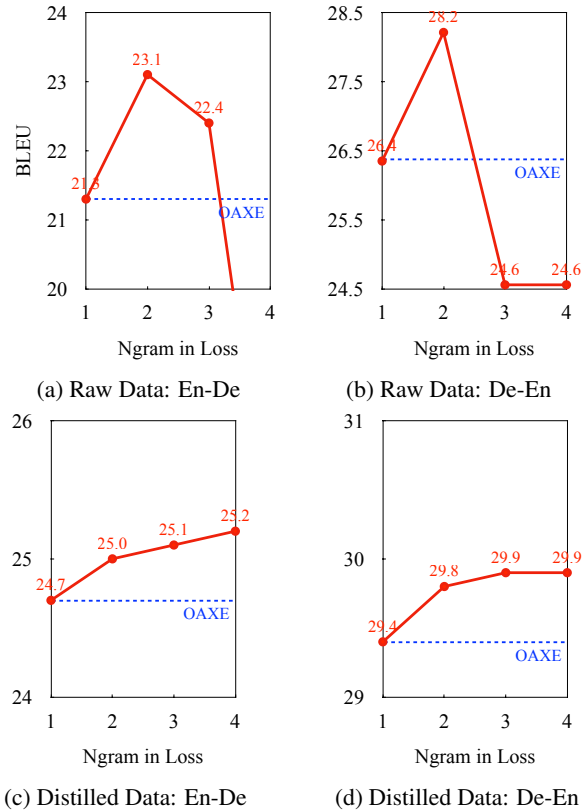 BLEU
24
23
22
21
20
23.1
22.4
21.3
OAXE
1 2 3 4
Ngram in Loss
(a) Raw Data: En-De
28.5
27.5
26.5
25.5
24.5
28.2
26.4
OAXE
24.6 24.6
1 2 3 4
Ngram in Loss
(b) Raw Data: De-En
26
25
24
25.2
25.1
25.0
24.7
OAXE
1 2 3 4
Ngram in Loss
(c) Distilled Data: En-De
31
30
29
29.9 29.9
29.8
29.4
OAXE
1 2 3 4
Ngram in Loss
(d) Distilled Data: De-En